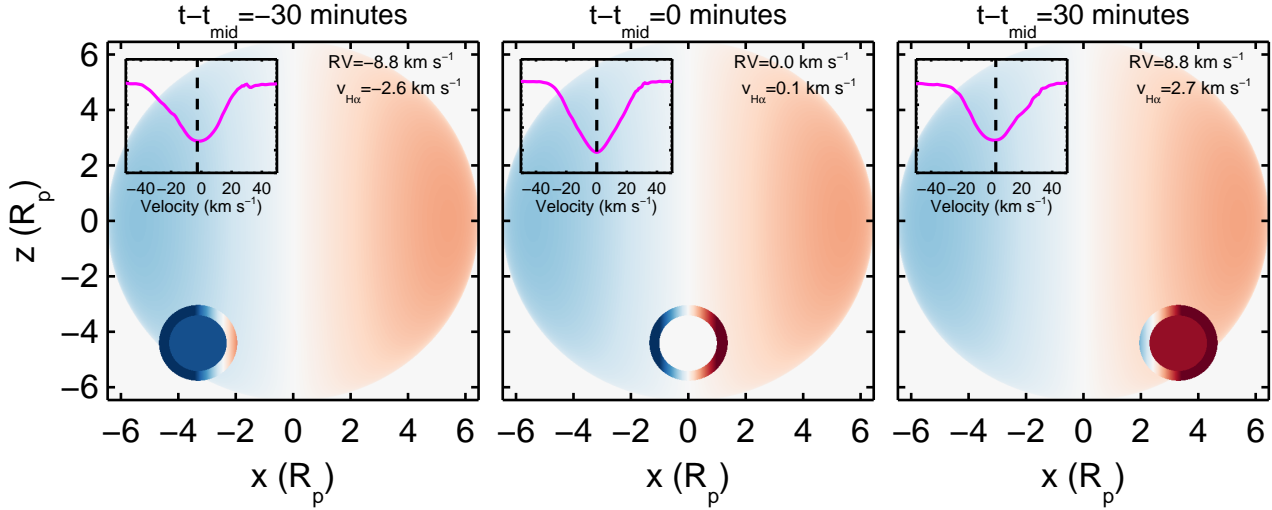 t−t_mid=−30 minutes
t−t_mid=0 minutes
t−t_mid=30 minutes
RV=−8.8 km s⁻¹
v_Hα=−2.6 km s⁻¹
−40 −20 0 20 40
Velocity (km s⁻¹)
RV=0.0 km s⁻¹
v_Hα=0.1 km s⁻¹
−40 −20 0 20 40
Velocity (km s⁻¹)
RV=8.8 km s⁻¹
v_Hα=2.7 km s⁻¹
−40 −20 0 20 40
Velocity (km s⁻¹)
z (R_p)
6
4
2
0
−2
−4
−6
−6 −4 −2 0 2 4 6
x (R_p)
−6 −4 −2 0 2 4 6
x (R_p)
−6 −4 −2 0 2 4 6
x (R_p)